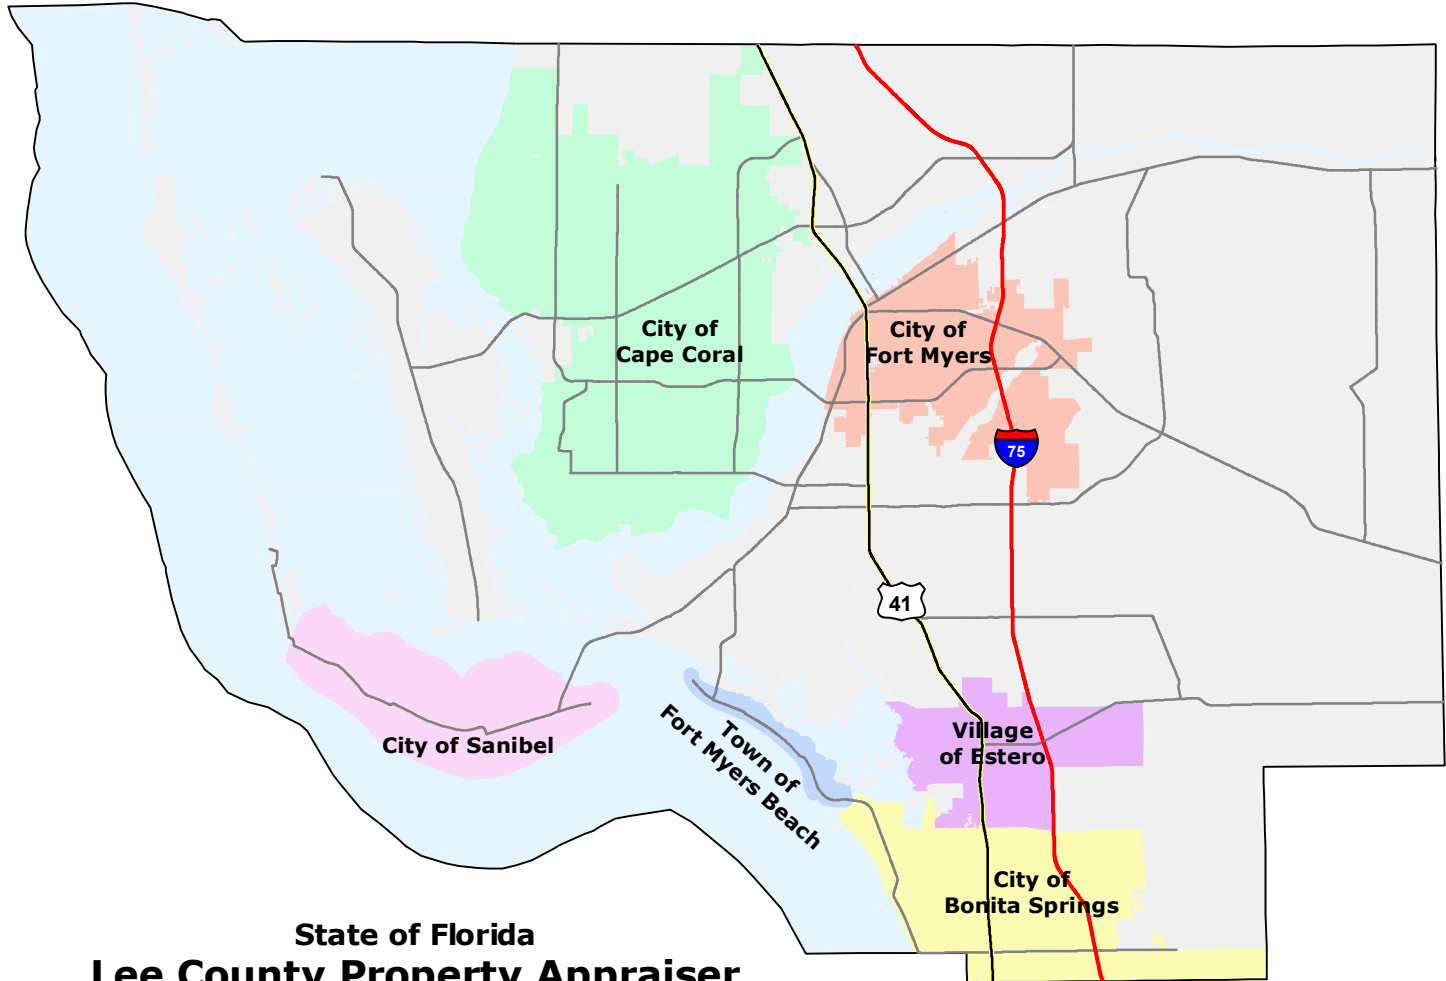 City of
Cape Coral
City of
Fort Myers
75
41
City of Sanibel
Town of
Fort Myers Beach
Village
of Estero
City of
Bonita Springs
State of Florida
Lee County Property Appraiser